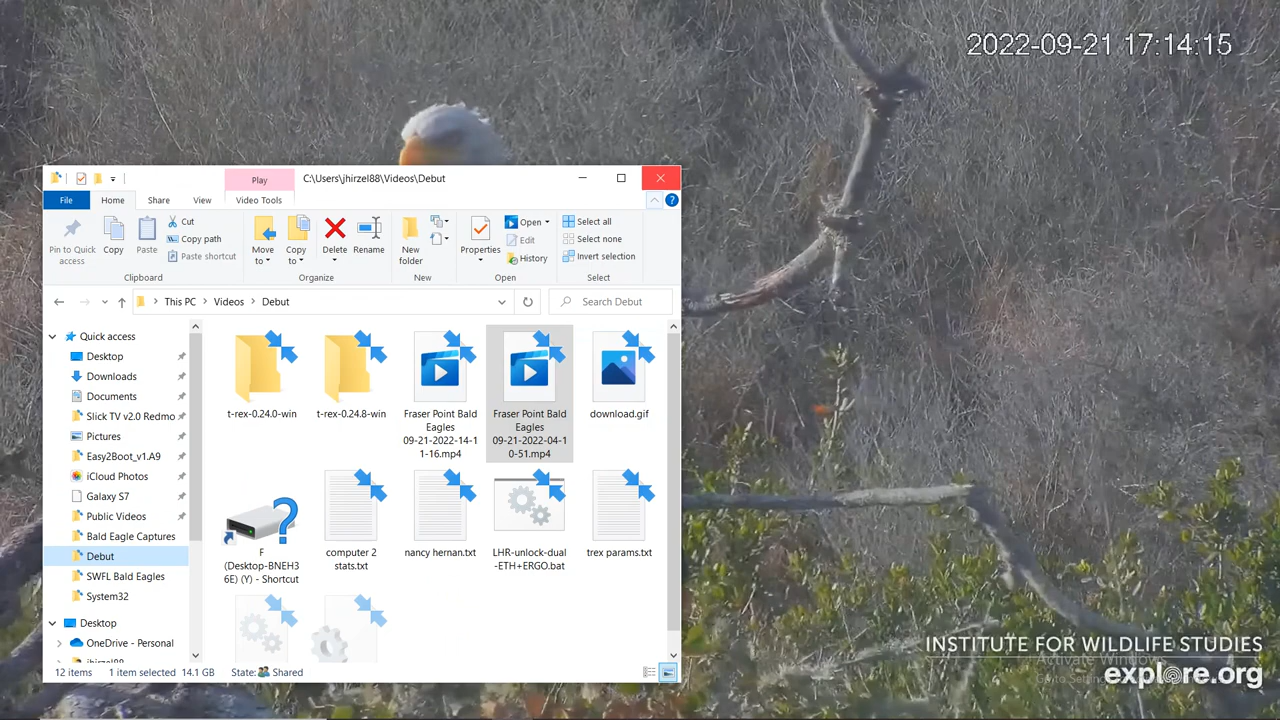 2022-09-21 17:14:15
Play
C:\Users\jhirzel88\Videos\Debut
File
Home
Share
View
Video Tools
Pin to Quick access
Copy
Paste
Cut
Copy path
Paste shortcut
Move to
Copy to
Delete
Rename
New folder
Properties
Open
Edit
History
Select all
Select none
Invert selection
Clipboard
Organize
New
Open
Select
This PC
Videos
Debut
Search Debut
Quick access
Desktop
Downloads
Documents
Slick TV v2.0 Redmo
Pictures
Easy2Boot_v1.A9
iCloud Photos
Galaxy S7
Public Videos
Bald Eagle Captures
Debut
SWFL Bald Eagles
System32
Desktop
OneDrive - Personal
jhirzel88
t-rex-0.24.0-win
t-rex-0.24.8-win
Fraser Point Bald
Eagles
09-21-2022-14-1
1-16.mp4
Fraser Point Bald
Eagles
09-21-2022-04-1
0-51.mp4
download.gif
F
(Desktop-BNEH3
6E) (Y) - Shortcut
computer 2
stats.txt
nancy hernan.txt
LHR-unlock-dual
-ETH+ERGO.bat
trex params.txt
12 items
1 item selected
14.1 GB
State:
Shared
INSTITUTE FOR WILDLIFE STUDIES
Activate Windows
explore.org